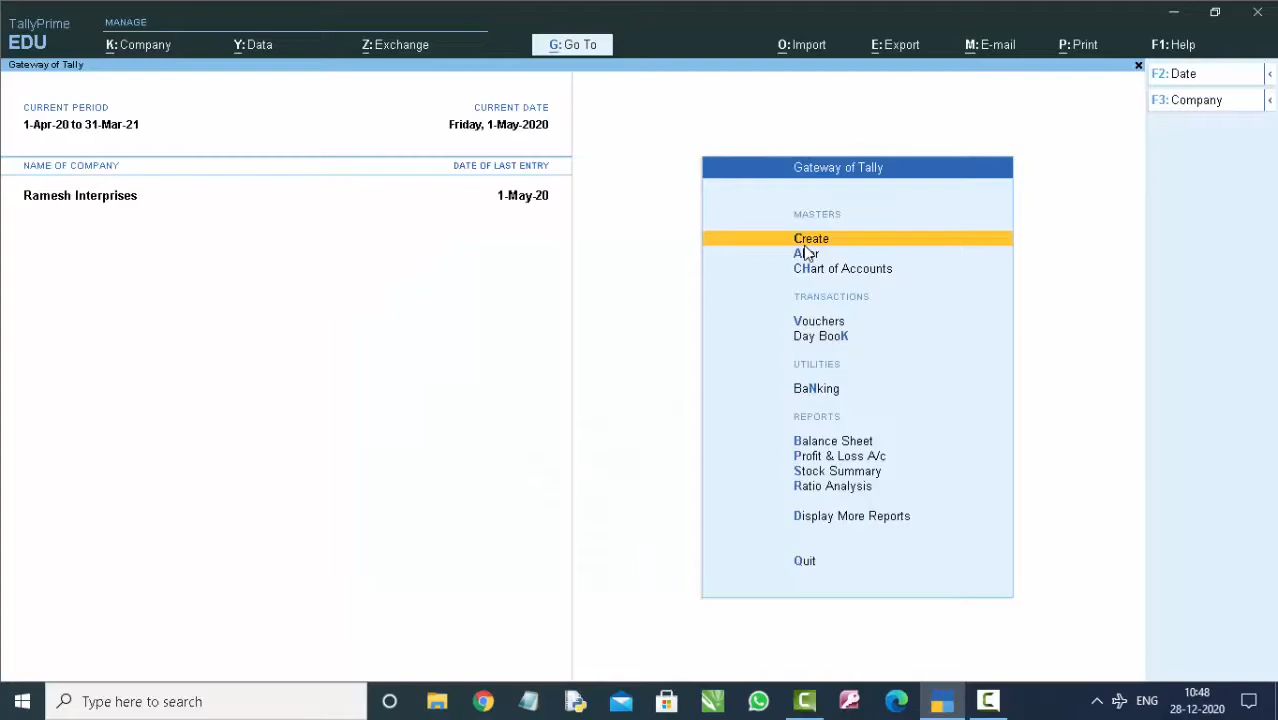 TallyPrime
EDU
MANAGE
K: Company
Y: Data
Z: Exchange
G: Go To
O: Import
E: Export
M: E-mail
P: Print
F1: Help
Gateway of Tally
F2: Date
F3: Company
CURRENT PERIOD
CURRENT DATE
1-Apr-20 to 31-Mar-21
Friday, 1-May-2020
NAME OF COMPANY
DATE OF LAST ENTRY
Ramesh Interprises
1-May-20
Gateway of Tally
MASTERS
Create
CHart of Accounts
TRANSACTIONS
Vouchers
Day BooK
UTILITIES
BaNking
REPORTS
Balance Sheet
Profit & Loss A/c
Stock Summary
Ratio Analysis
Display More Reports
Quit
Type here to search
ENG
10:48
28-12-2020